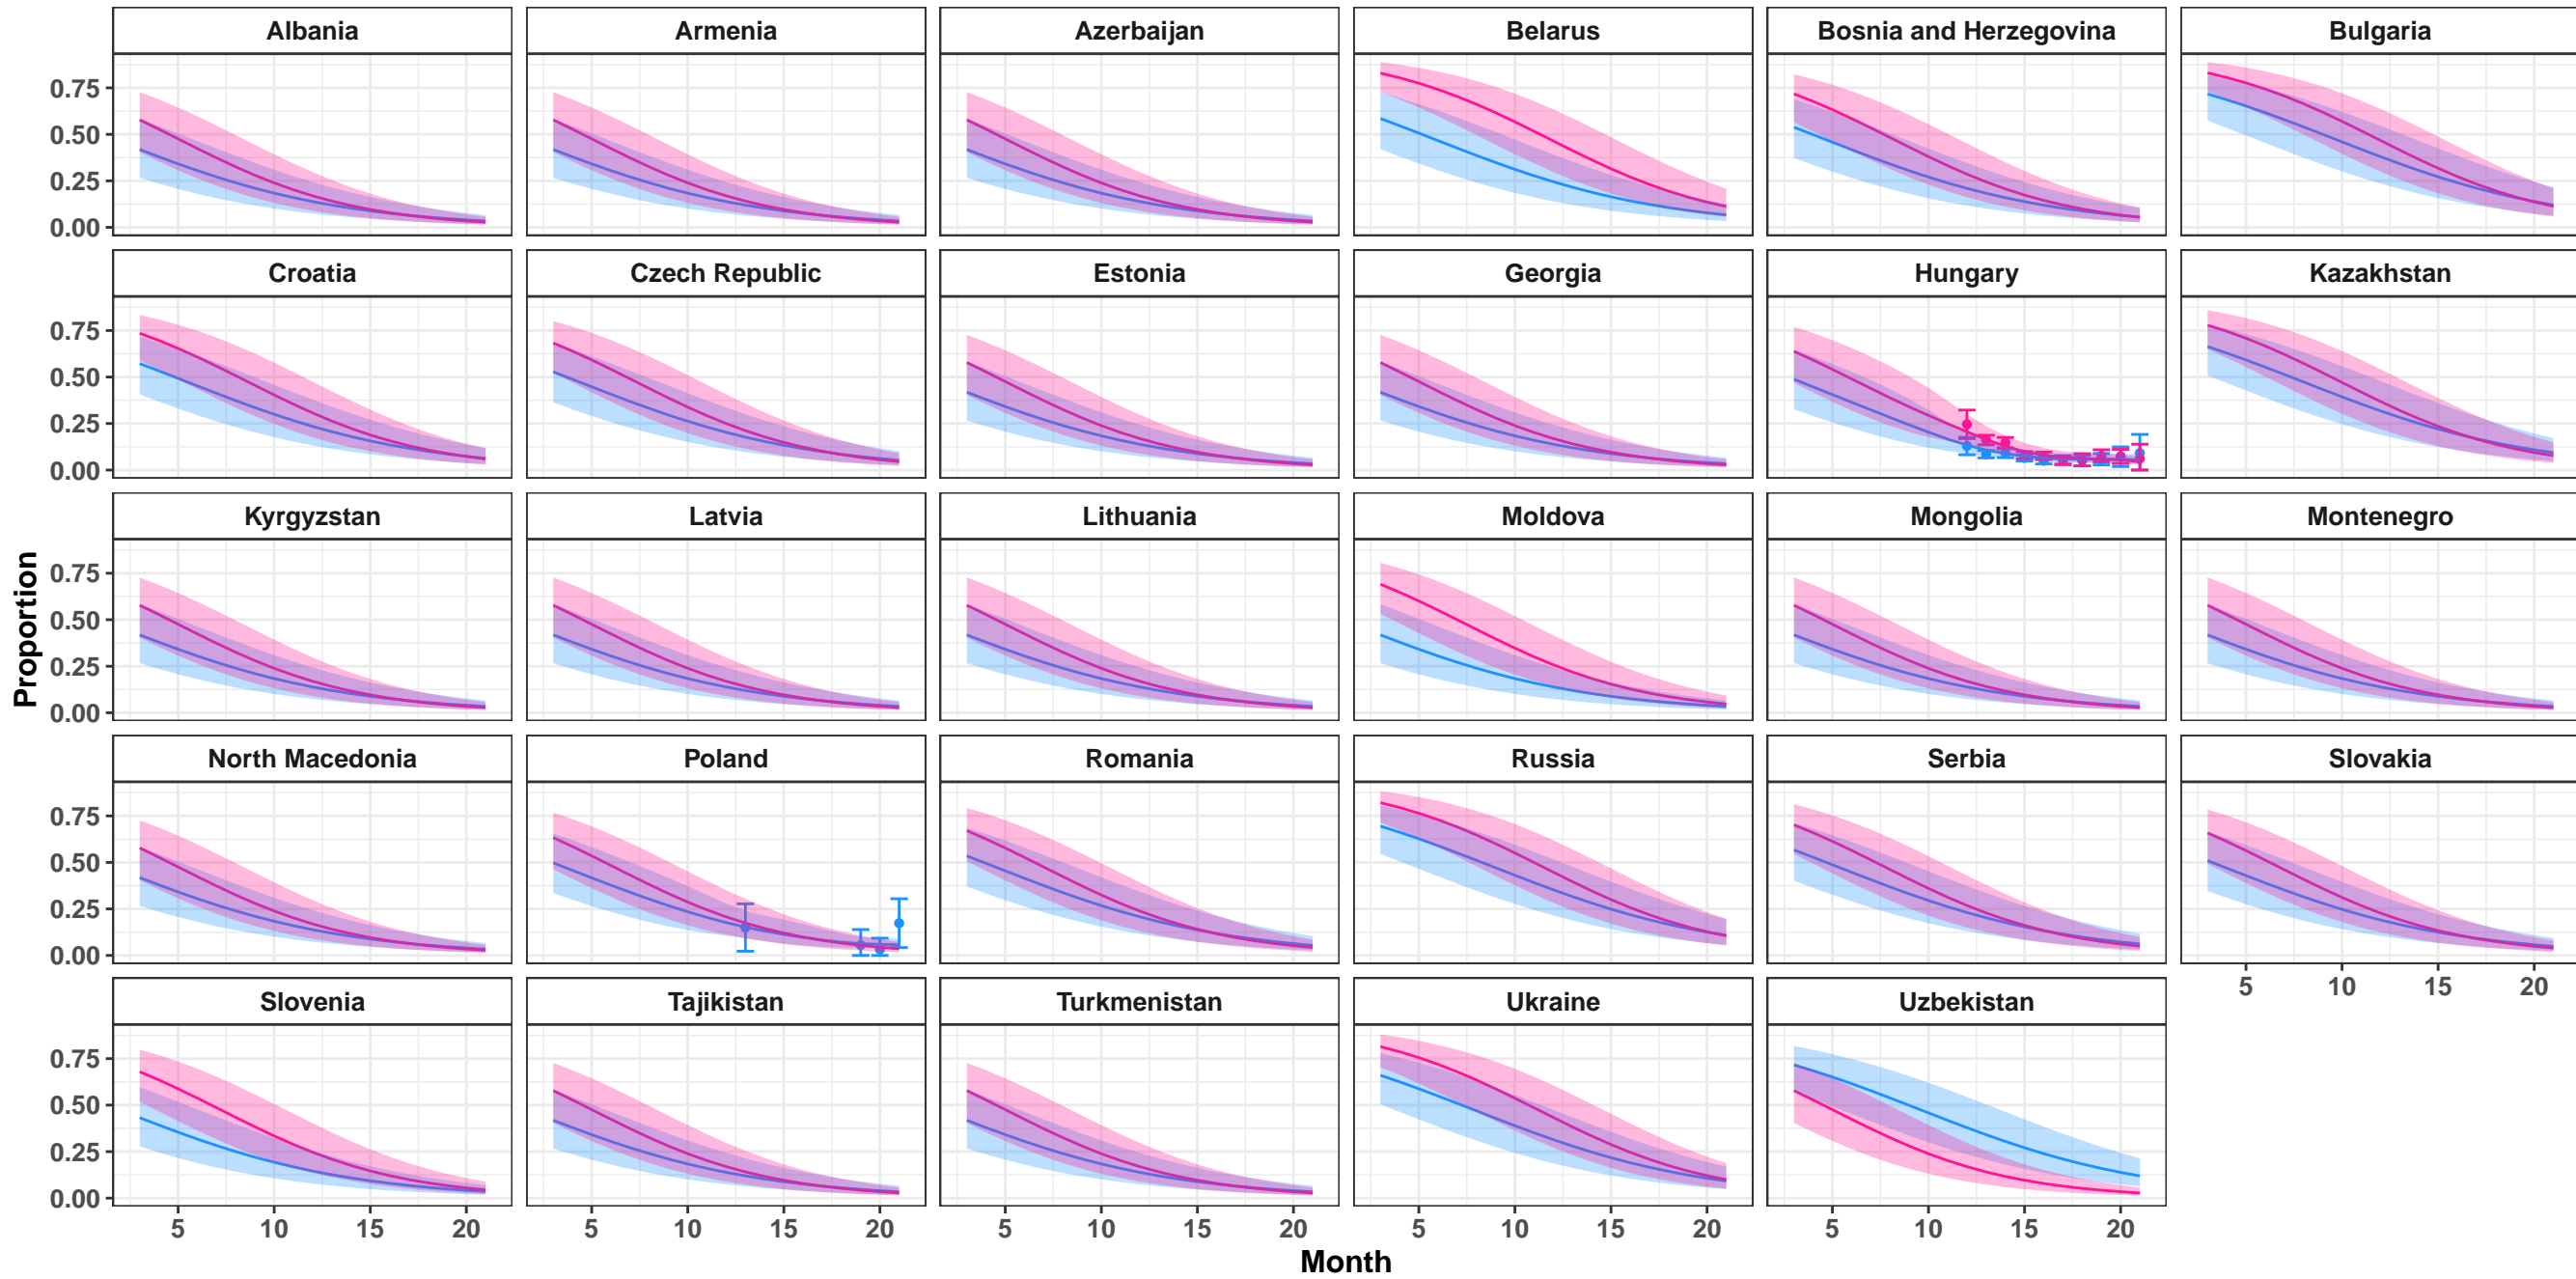 Albania Armenia Azerbaijan Belarus Bosnia and Herzegovina Bulgaria
0.75
0.50
0.25
0.00
Croatia Czech Republic Estonia Georgia Hungary Kazakhstan
0.75
0.50
0.25
0.00
Kyrgyzstan Latvia Lithuania Moldova Mongolia Montenegro
0.75
0.50
0.25
0.00
Proportion
North Macedonia Poland Romania Russia Serbia Slovakia
0.75
0.50
0.25
0.00
5 10 15 20
Slovenia Tajikistan Turkmenistan Ukraine Uzbekistan
0.75
0.50
0.25
0.00
5 10 15 20 5 10 15 20 5 10 15 20 5 10 15 20 5 10 15 20
Month